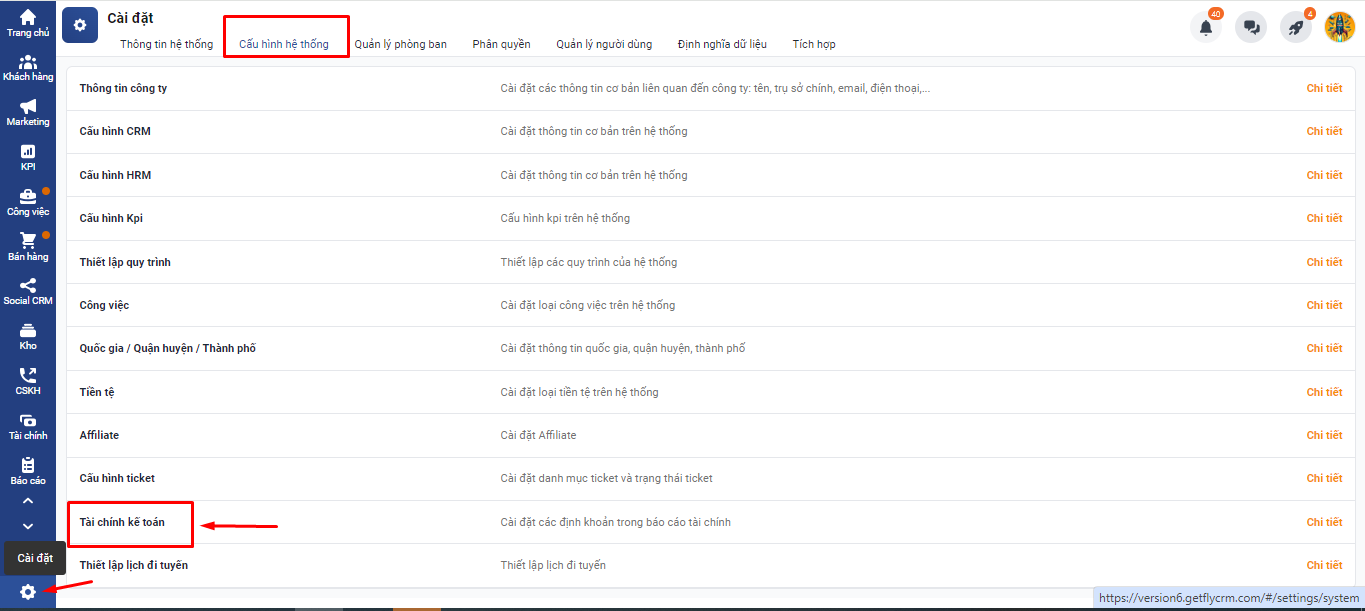 Trang chủ
Khách hàng
Marketing
KPI
Công việc
Bán hàng
Social CRM
Kho
CSKH
Tài chính
Báo cáo
Cài đặt
Cài đặt
Thông tin hệ thống Cấu hình hệ thống Quản lý phòng ban Phân quyền Quản lý người dùng Định nghĩa dữ liệu Tích hợp
40
4
Thông tin công ty Cài đặt các thông tin cơ bản liên quan đến công ty: tên, trụ sở chính, email, điện thoại,... Chi tiết
Cấu hình CRM Cài đặt thông tin cơ bản trên hệ thống Chi tiết
Cấu hình HRM Cài đặt thông tin cơ bản trên hệ thống Chi tiết
Cấu hình Kpi Cấu hình kpi trên hệ thống Chi tiết
Thiết lập quy trình Thiết lập các quy trình của hệ thống Chi tiết
Công việc Cài đặt loại công việc trên hệ thống Chi tiết
Quốc gia / Quận huyện / Thành phố Cài đặt thông tin quốc gia, quận huyện, thành phố Chi tiết
Tiền tệ Cài đặt loại tiền tệ trên hệ thống Chi tiết
Affiliate Cài đặt Affiliate Chi tiết
Cấu hình ticket Cài đặt danh mục ticket và trạng thái ticket Chi tiết
Tài chính kế toán Cài đặt các định khoản trong báo cáo tài chính Chi tiết
Thiết lập lịch đi tuyến Thiết lập lịch đi tuyến Chi tiết
https://version6.getflycrm.com/#/settings/system